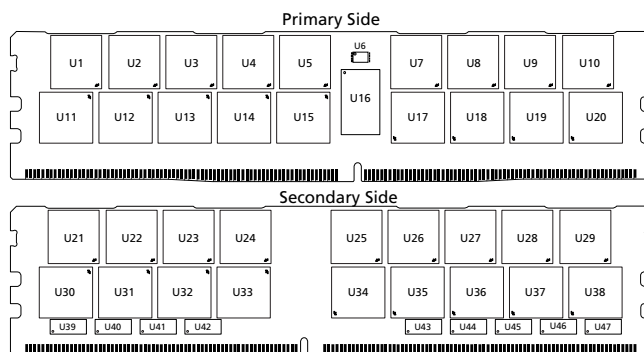 Primary Side
U6
U1 U2 U3 U4 U5 U7 U8 U9 U10
U16
U11 U12 U13 U14 U15 U17 U18 U19 U20
Secondary Side
U21 U22 U23 U24 U25 U26 U27 U28 U29
U30 U31 U32 U33 U34 U35 U36 U37 U38
U39 U40 U41 U42 U43 U44 U45 U46 U47